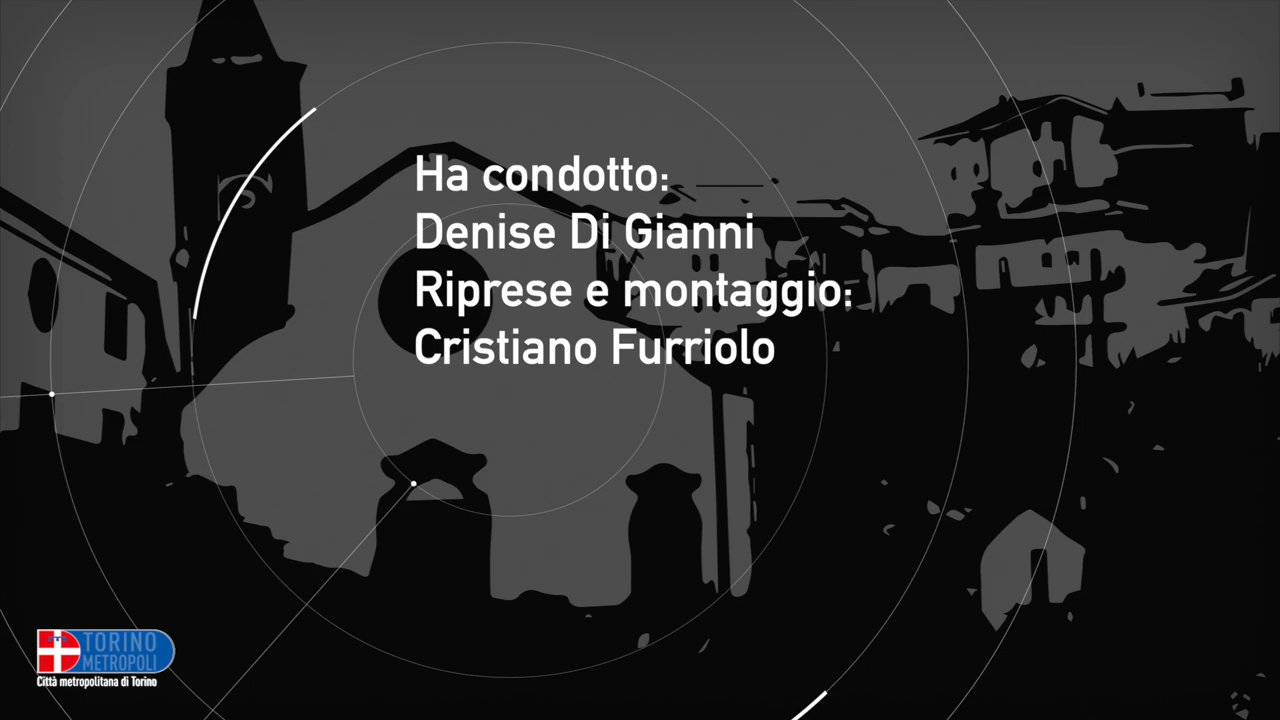 Ha condotto:
Denise Di Gianni
Riprese e montaggio:
Cristiano Furriolo
TORINO
METROPOLI
Città metropolitana di Torino